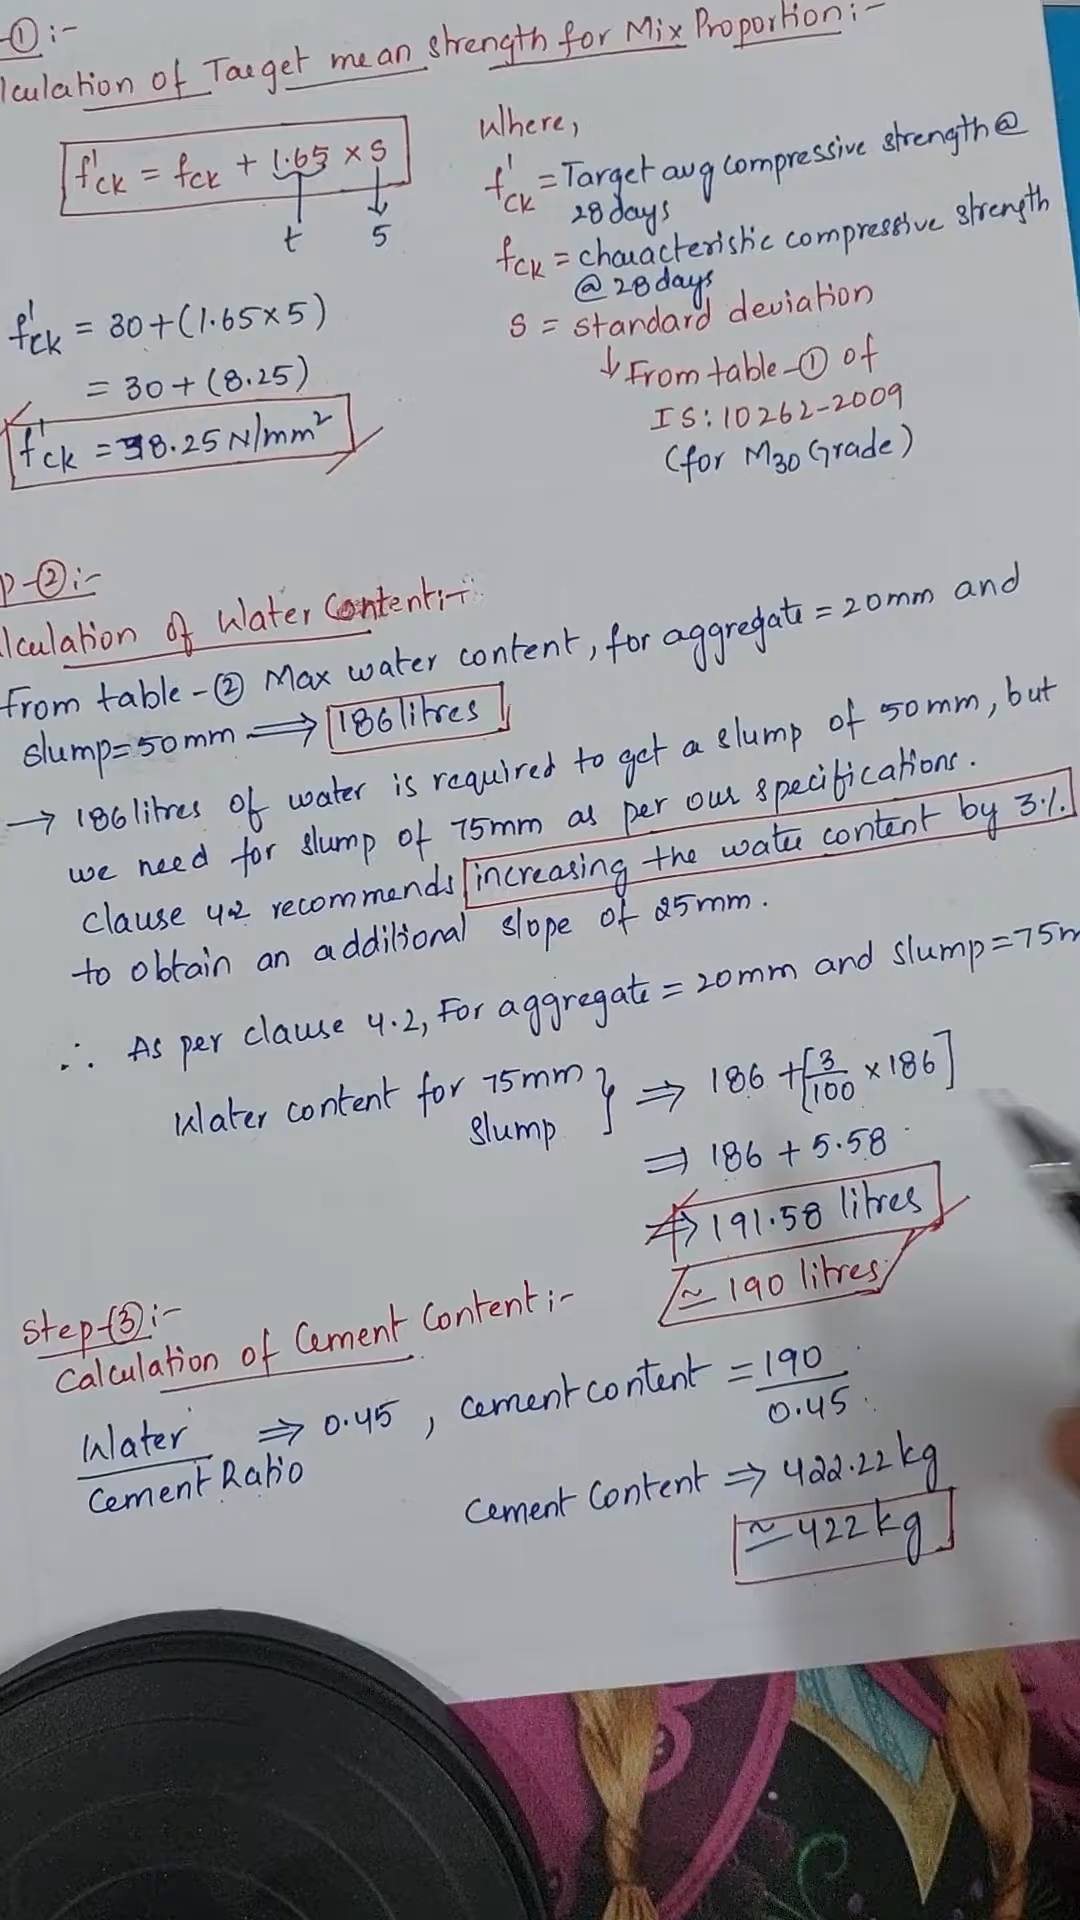 -①:-
lculation of Target mean strength for Mix Proportion:-
f'ck = fck + 1.65 × S
t 5
Where,
f'ck = Target avg compressive strength @
28 days
fck = characteristic compressive strength
@ 28 days
S = standard deviation
↓ From table-① of
IS:10262-2009
(for M30 Grade)
f'ck = 30+(1.65×5)
= 30+(8.25)
f'ck = 38.25 N/mm²
p-②:-
lculation of Water Content:-
From table-② Max water content, for aggregate = 20mm and
slump=50mm ⟹ 186 litres
→ 186 litres of water is required to get a slump of 50mm, but
we need for slump of 75mm as per our specifications.
clause 42 recommends increasing the water content by 3%.
to obtain an additional slope of 25mm.
∴ As per clause 4.2, For aggregate = 20mm and slump=75m
Water content for 75mm } ⇒ 186 + [3/100 × 186]
slump
⇒ 186 + 5.58
⇒ 191.58 litres
≃ 190 litres
Step-③:-
Calculation of Cement Content:-
Water/Cement Ratio ⇒ 0.45, cement content = 190/0.45
Cement Content ⇒ 422.22kg
≃ 422kg